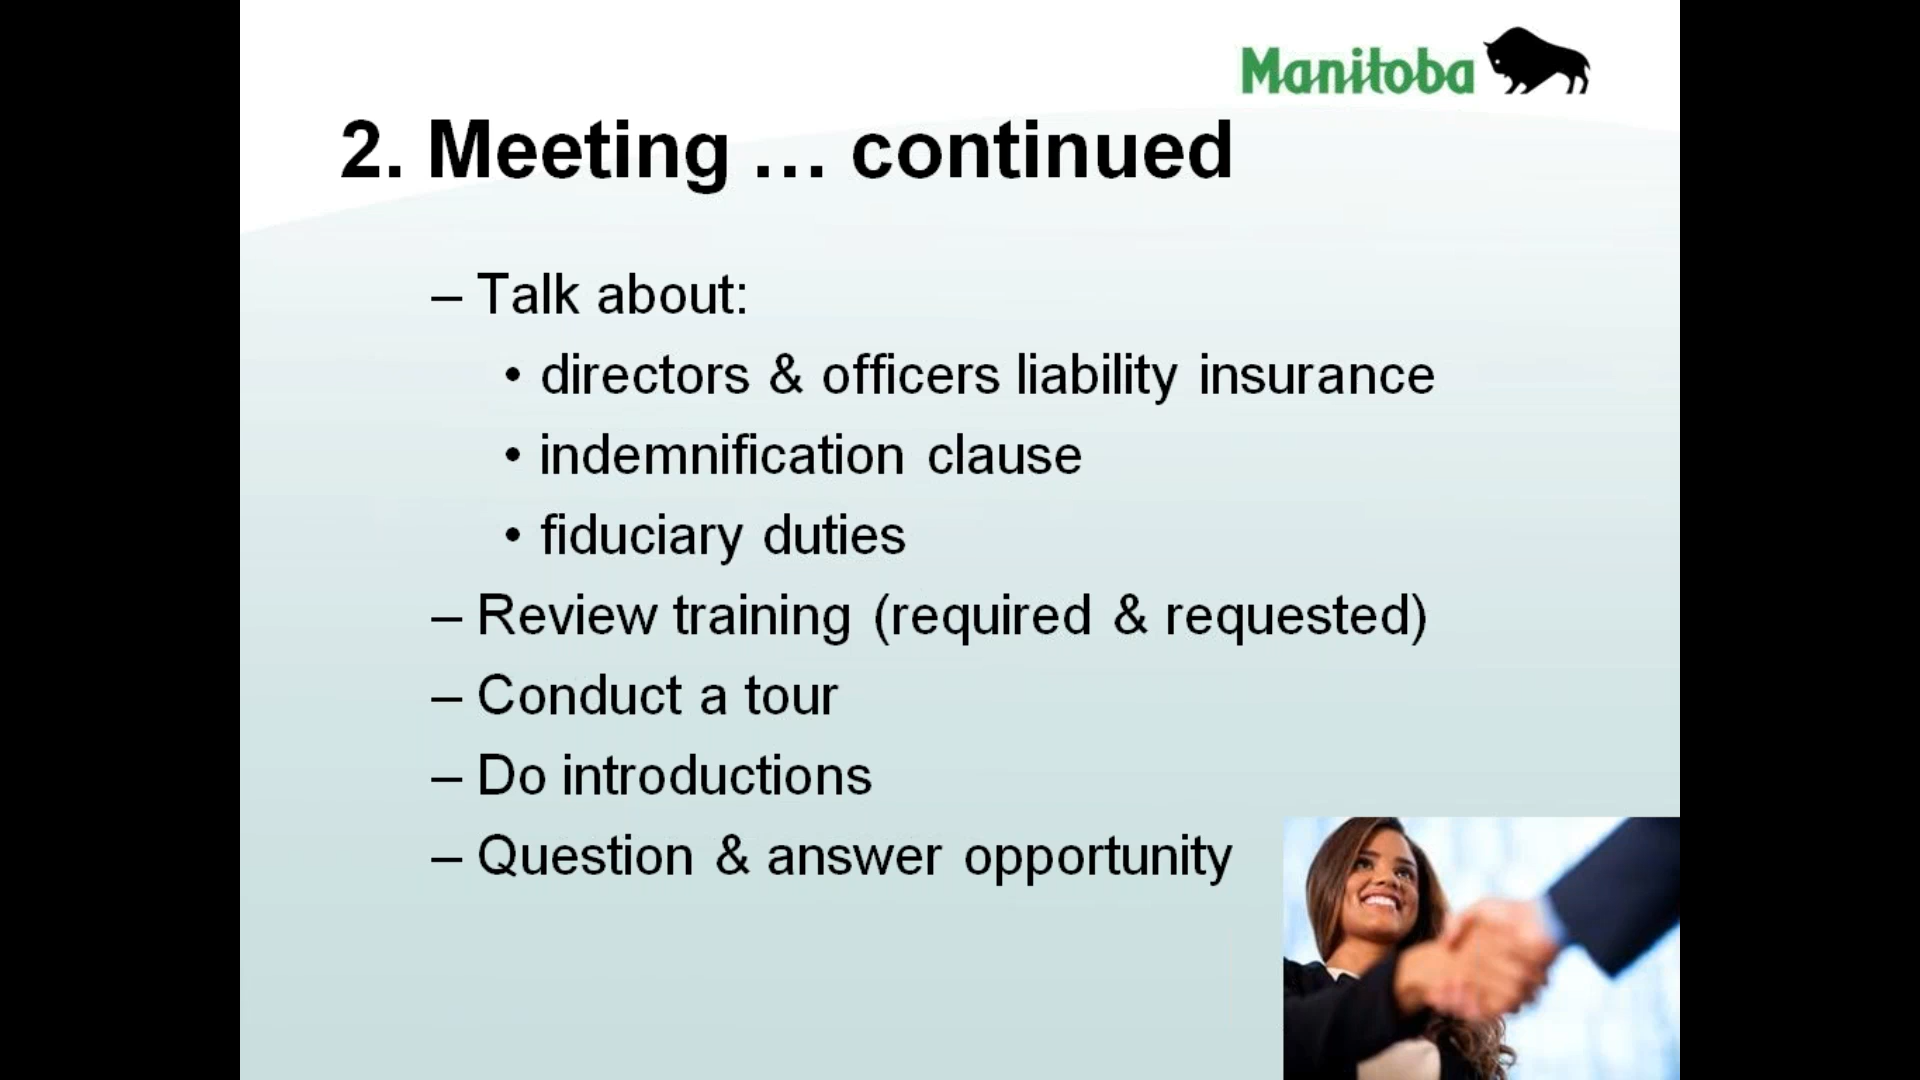 Manitoba
2. Meeting … continued
– Talk about:
• directors & officers liability insurance
• indemnification clause
• fiduciary duties
– Review training (required & requested)
– Conduct a tour
– Do introductions
– Question & answer opportunity